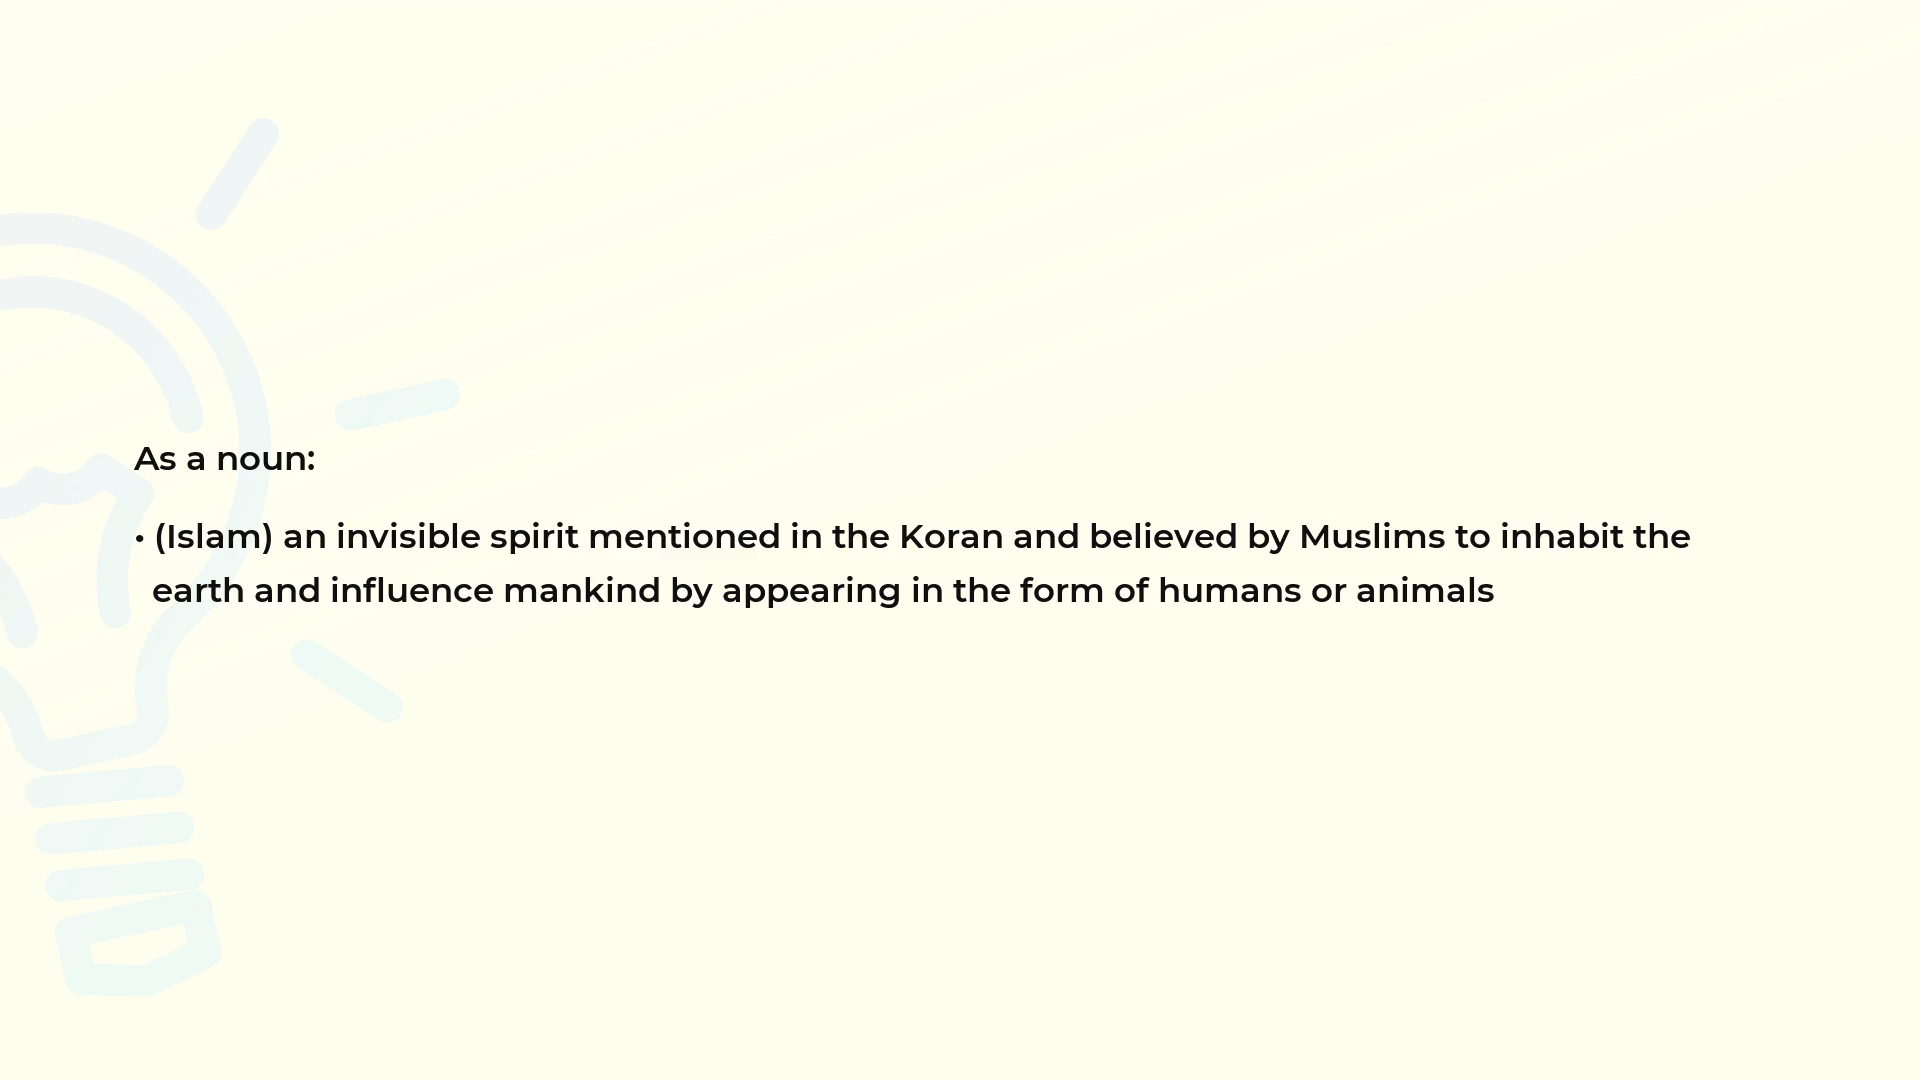 As a noun:
• (Islam) an invisible spirit mentioned in the Koran and believed by Muslims to inhabit the
earth and influence mankind by appearing in the form of humans or animals